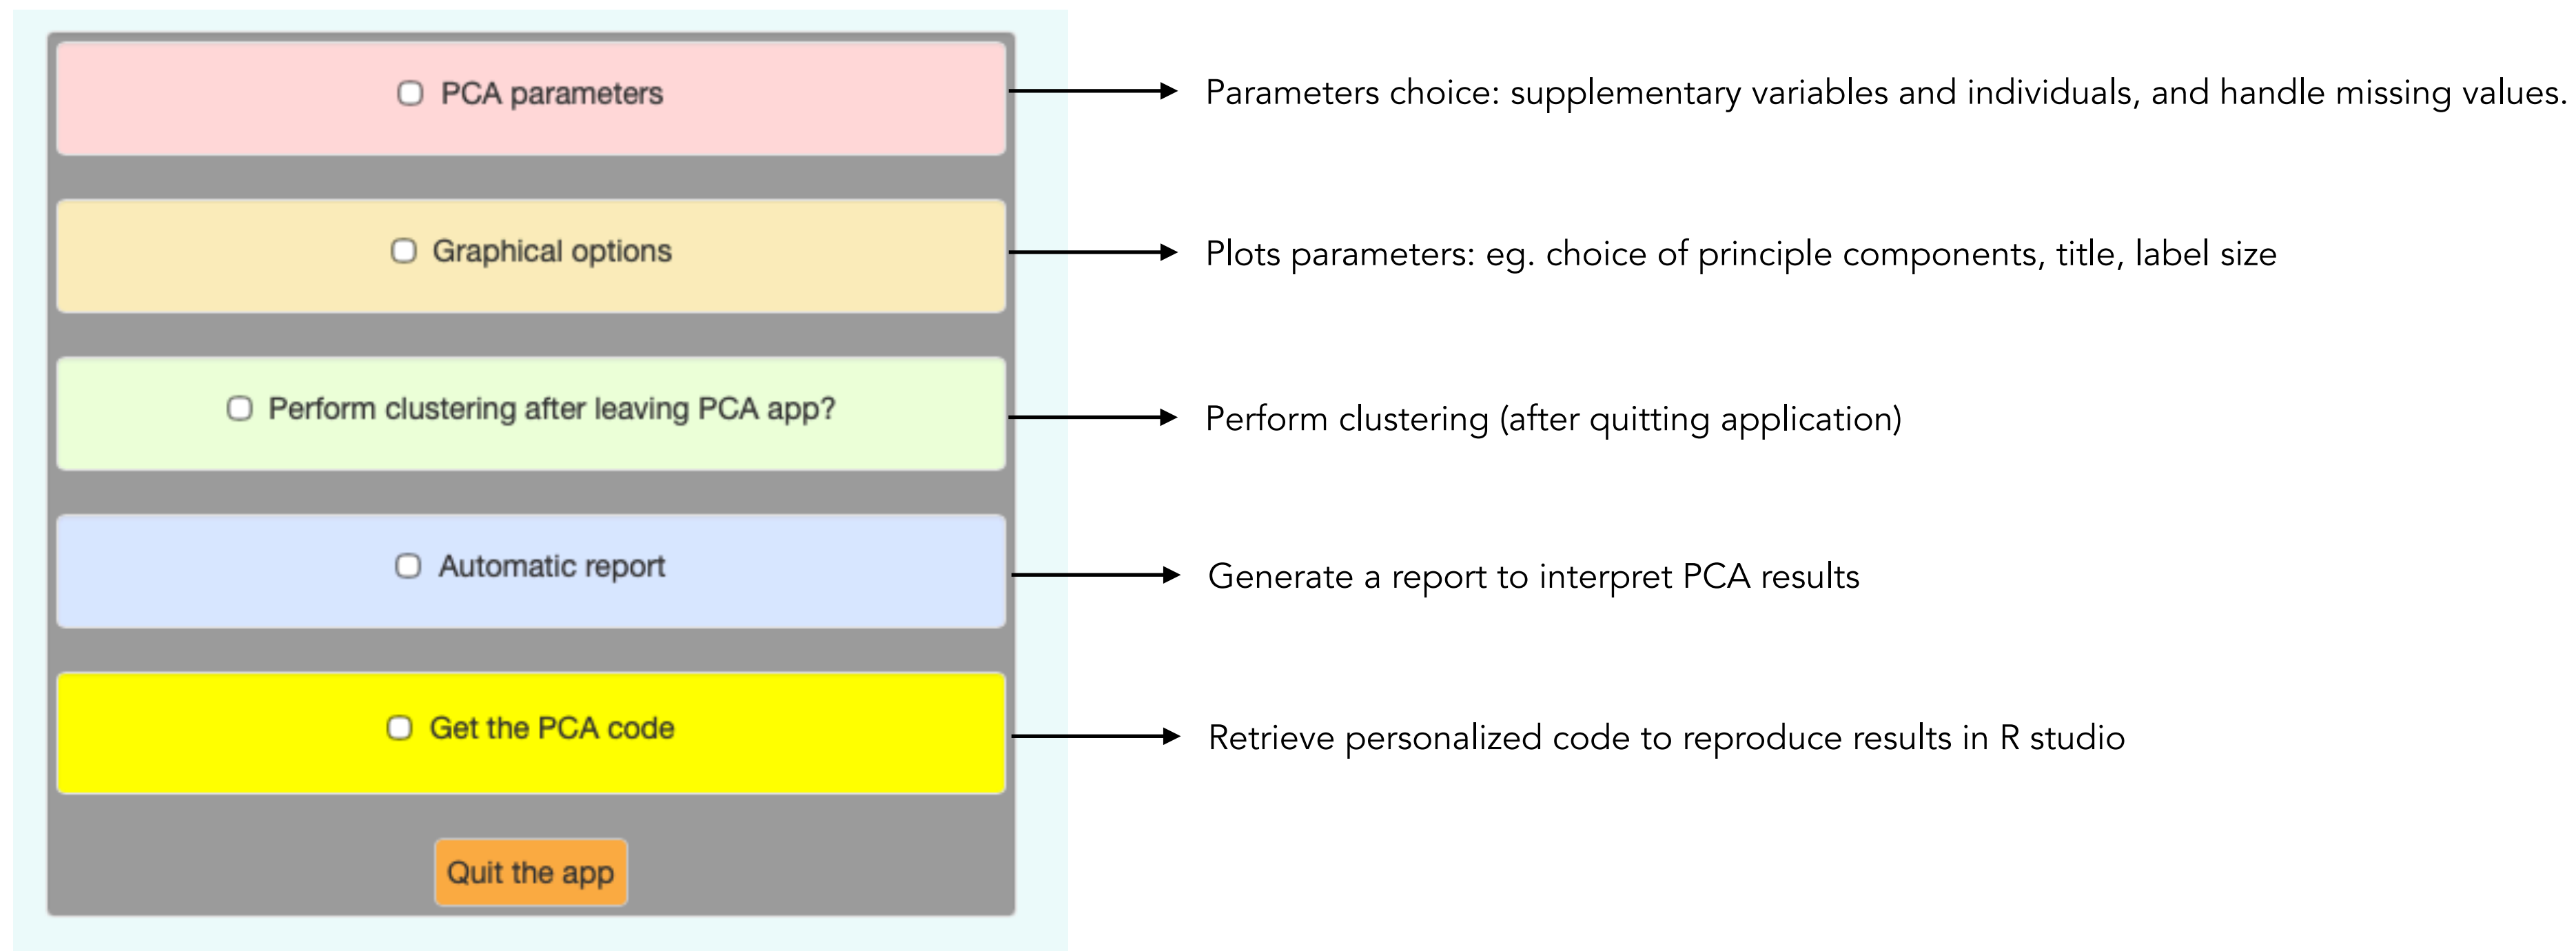 PCA parameters
Parameters choice: supplementary variables and individuals, and handle missing values.
Graphical options
Plots parameters: eg. choice of principle components, title, label size
Perform clustering after leaving PCA app?
Perform clustering (after quitting application)
Automatic report
Generate a report to interpret PCA results
Get the PCA code
Retrieve personalized code to reproduce results in R studio
Quit the app